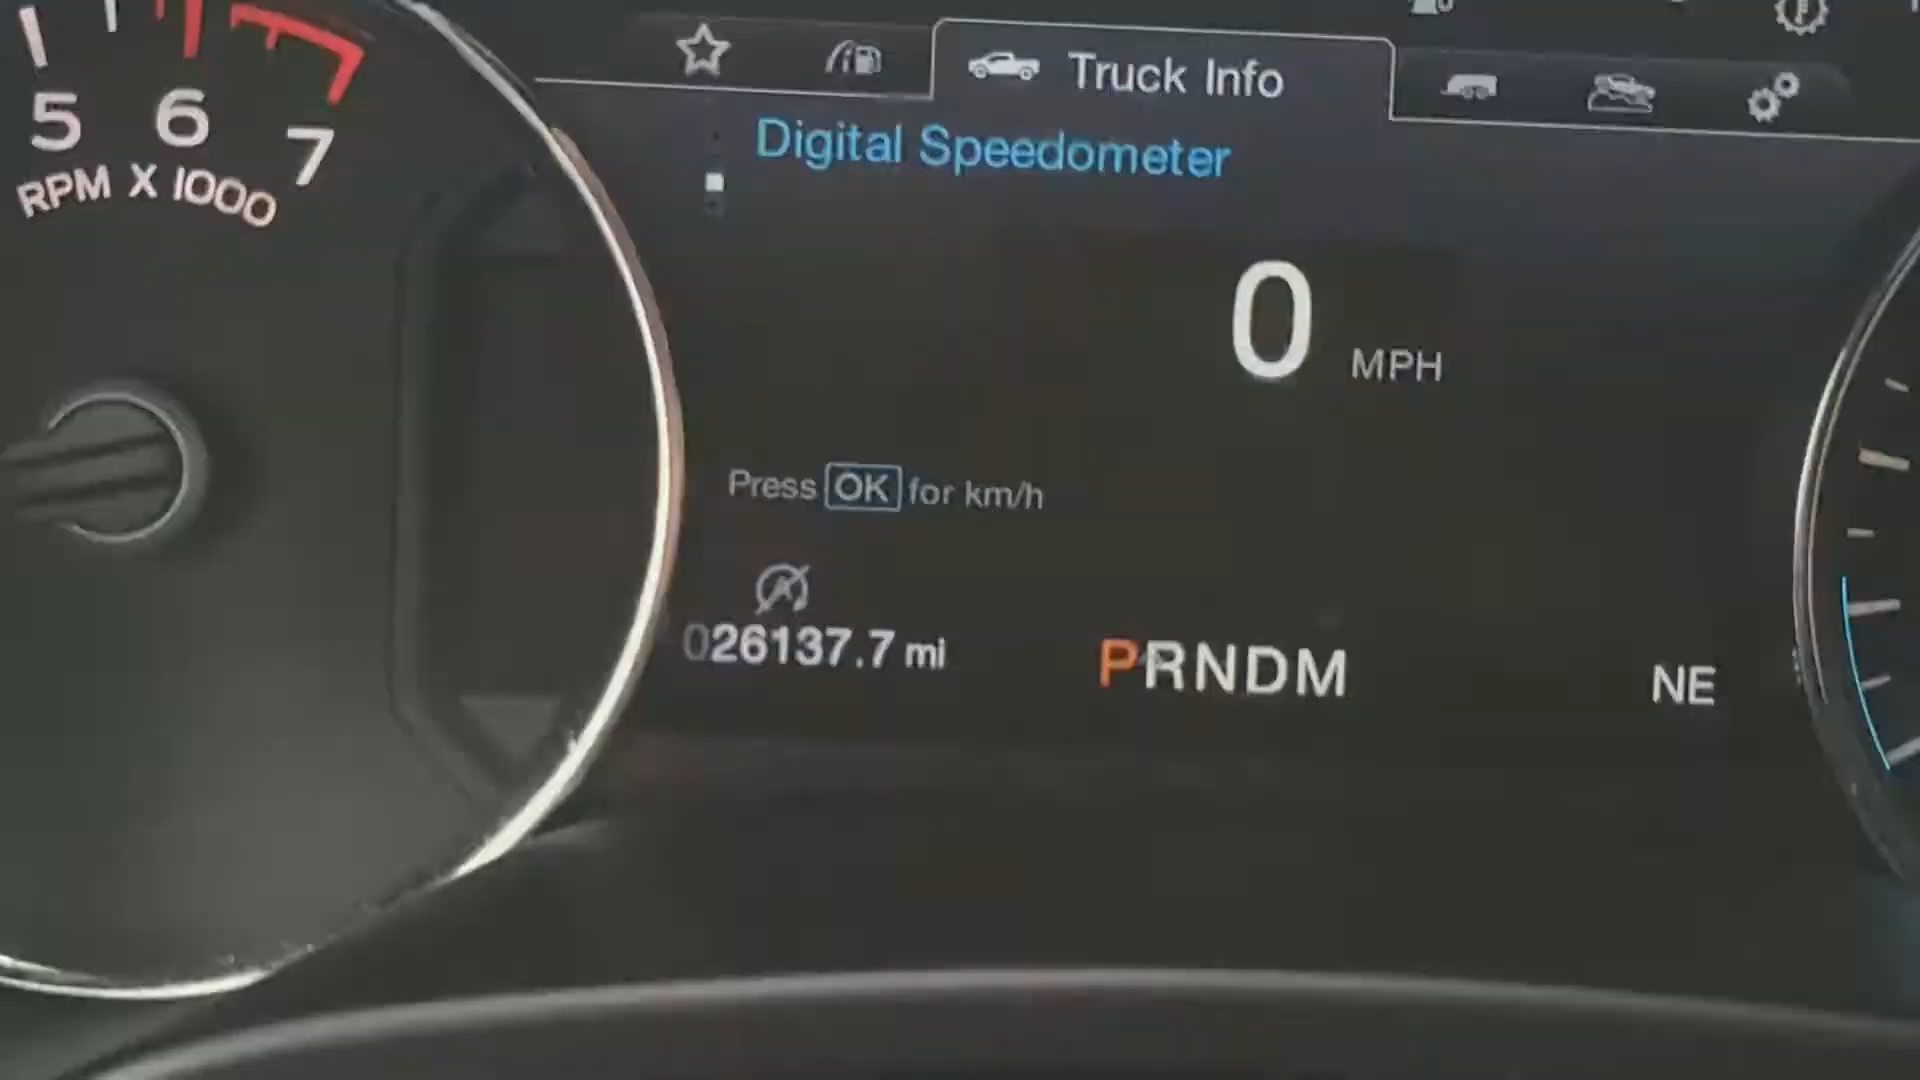 5 6 7
RPM X 1000
Truck Info
Digital Speedometer
0 MPH
Press OK for km/h
026137.7 mi
PRNDM
NE